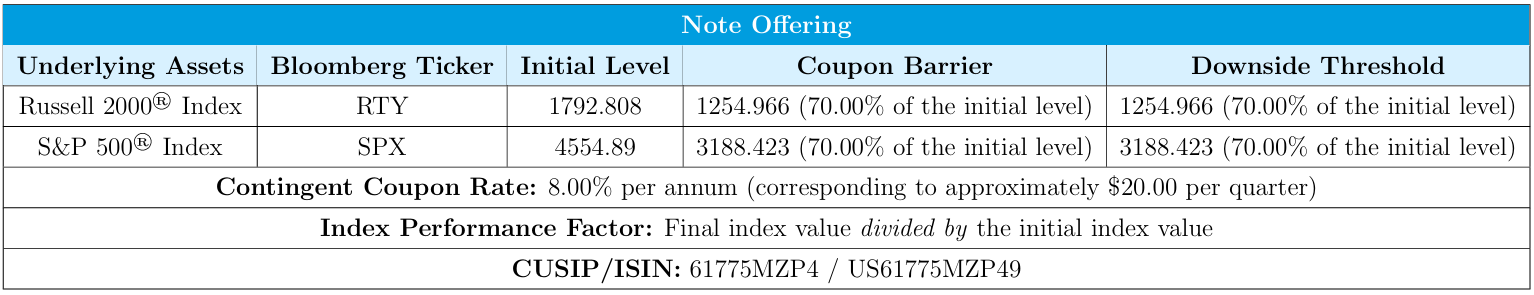 Note Offering
Underlying Assets Bloomberg Ticker Initial Level Coupon Barrier Downside Threshold
Russell 2000® Index RTY 1792.808 1254.966 (70.00% of the initial level) 1254.966 (70.00% of the initial level)
S&P 500® Index SPX 4554.89 3188.423 (70.00% of the initial level) 3188.423 (70.00% of the initial level)
Contingent Coupon Rate: 8.00% per annum (corresponding to approximately $20.00 per quarter)
Index Performance Factor: Final index value divided by the initial index value
CUSIP/ISIN: 61775MZP4 / US61775MZP49